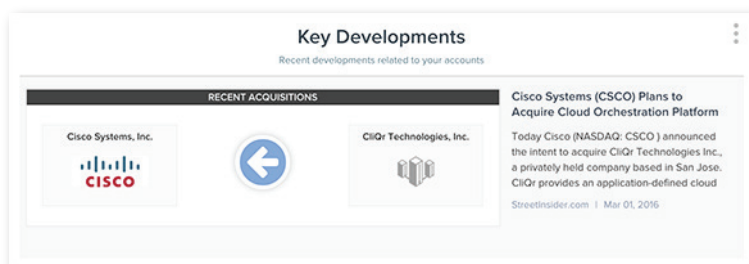 Key Developments
Recent developments related to your accounts
RECENT ACQUISITIONS
Cisco Systems, Inc.
CISCO
CliQr Technologies, Inc.
Cisco Systems (CSCO) Plans to
Acquire Cloud Orchestration Platform
Today Cisco (NASDAQ: CSCO ) announced
the intent to acquire CliQr Technologies Inc.,
a privately held company based in San Jose.
CliQr provides an application-defined cloud
StreetInsider.com | Mar 01, 2016